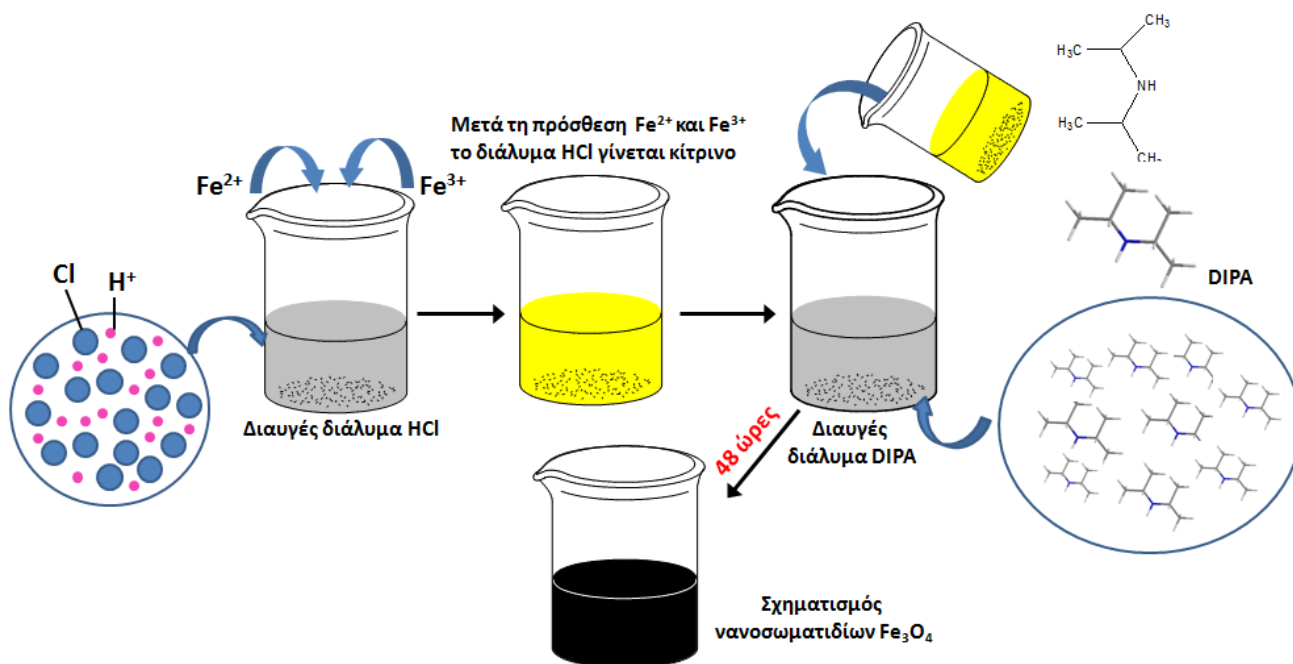 CH₃
H₃C
NH
H₃C
CH₃
Μετά τη πρόσθεση Fe²⁺ και Fe³⁺
το διάλυμα HCl γίνεται κίτρινο
Fe²⁺
Fe³⁺
DIPA
Cl
H⁺
Διαυγές διάλυμα HCl
48 ώρες
Διαυγές
διάλυμα DIPA
Σχηματισμός
νανοσωματιδίων Fe₃O₄